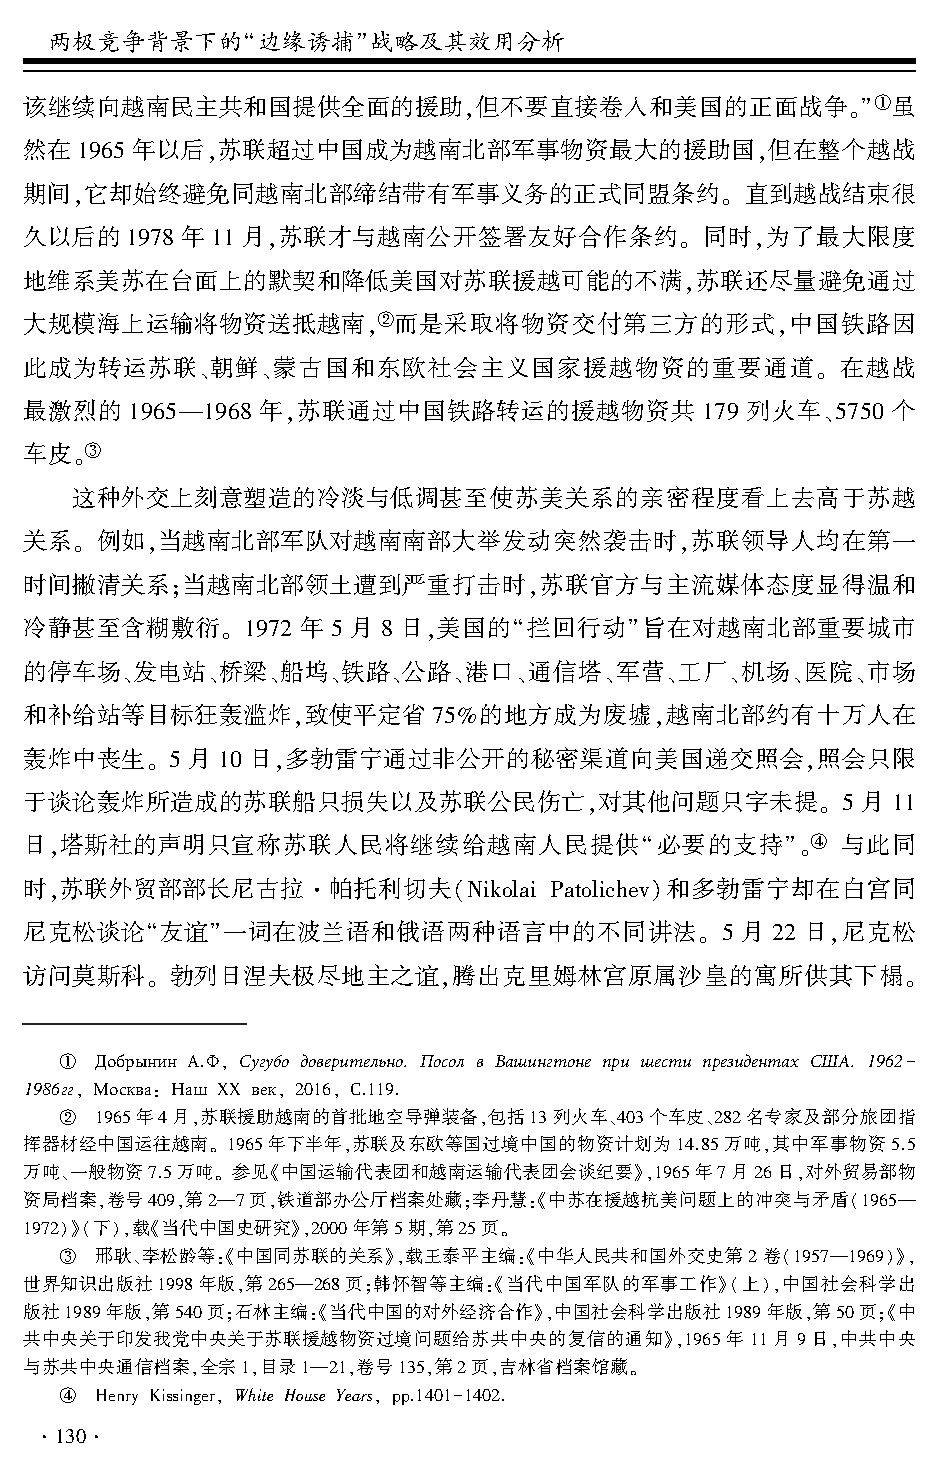 两极竞争背景下的“边缘诱捕”战略及其效用分析
该继续向越南民主共和国提供全面的援助,但不要直接卷入和美国的正面战争。”①虽
然在 1965 年以后,苏联超过中国成为越南北部军事物资最大的援助国,但在整个越战
期间,它却始终避免同越南北部缔结带有军事义务的正式同盟条约。直到越战结束很
久以后的 1978 年 11 月,苏联才与越南公开签署友好合作条约。同时,为了最大限度
地维系美苏在台面上的默契和降低美国对苏联援越可能的不满,苏联还尽量避免通过
大规模海上运输将物资送抵越南,②而是采取将物资交付第三方的形式,中国铁路因
此成为转运苏联、朝鲜、蒙古国和东欧社会主义国家援越物资的重要通道。在越战
最激烈的 1965—1968 年,苏联通过中国铁路转运的援越物资共 179 列火车、5750 个
车皮。③
这种外交上刻意塑造的冷淡与低调甚至使苏美关系的亲密程度看上去高于苏越
关系。例如,当越南北部军队对越南南部大举发动突然袭击时,苏联领导人均在第一
时间撇清关系;当越南北部领土遭到严重打击时,苏联官方与主流媒体态度显得温和
冷静甚至含糊敷衍。1972 年 5 月 8 日,美国的“拦回行动”旨在对越南北部重要城市
的停车场、发电站、桥梁、船坞、铁路、公路、港口、通信塔、军营、工厂、机场、医院、市场
和补给站等目标狂轰滥炸,致使平定省 75%的地方成为废墟,越南北部约有十万人在
轰炸中丧生。5 月 10 日,多勃雷宁通过非公开的秘密渠道向美国递交照会,照会只限
于谈论轰炸所造成的苏联船只损失以及苏联公民伤亡,对其他问题只字未提。5 月 11
日,塔斯社的声明只宣称苏联人民将继续给越南人民提供“必要的支持”。④ 与此同
时,苏联外贸部部长尼古拉·帕托利切夫(Nikolai Patolichev)和多勃雷宁却在白宫同
尼克松谈论“友谊”一词在波兰语和俄语两种语言中的不同讲法。5 月 22 日,尼克松
访问莫斯科。勃列日涅夫极尽地主之谊,腾出克里姆林宫原属沙皇的寓所供其下榻。
① Добрынин А.Ф, Сугубо доверительно. Посол в Вашингтоне при шести президентах США. 1962-
1986гг, Москва: Наш XX век, 2016, С.119.
② 1965 年 4 月,苏联援助越南的首批地空导弹装备,包括 13 列火车、403 个车皮、282 名专家及部分旅团指
挥器材经中国运往越南。1965 年下半年,苏联及东欧等国过境中国的物资计划为 14.85 万吨,其中军事物资 5.5
万吨、一般物资 7.5 万吨。参见《中国运输代表团和越南运输代表团会谈纪要》,1965 年 7 月 26 日,对外贸易部物
资局档案,卷号 409,第 2—7 页,铁道部办公厅档案处藏;李丹慧:《中苏在援越抗美问题上的冲突与矛盾(1965—
1972)》(下),载《当代中国史研究》,2000 年第 5 期,第 25 页。
③ 邢耿、李松龄等:《中国同苏联的关系》,载王泰平主编:《中华人民共和国外交史第 2 卷(1957—1969)》,
世界知识出版社 1998 年版,第 265—268 页;韩怀智等主编:《当代中国军队的军事工作》(上),中国社会科学出
版社 1989 年版,第 540 页;石林主编:《当代中国的对外经济合作》,中国社会科学出版社 1989 年版,第 50 页;《中
共中央关于印发我党中央关于苏联援越物资过境问题给苏共中央的复信的通知》,1965 年 11 月 9 日,中共中央
与苏共中央通信档案,全宗 1,目录 1—21,卷号 135,第 2 页,吉林省档案馆藏。
④ Henry Kissinger, White House Years, pp.1401-1402.
·130·